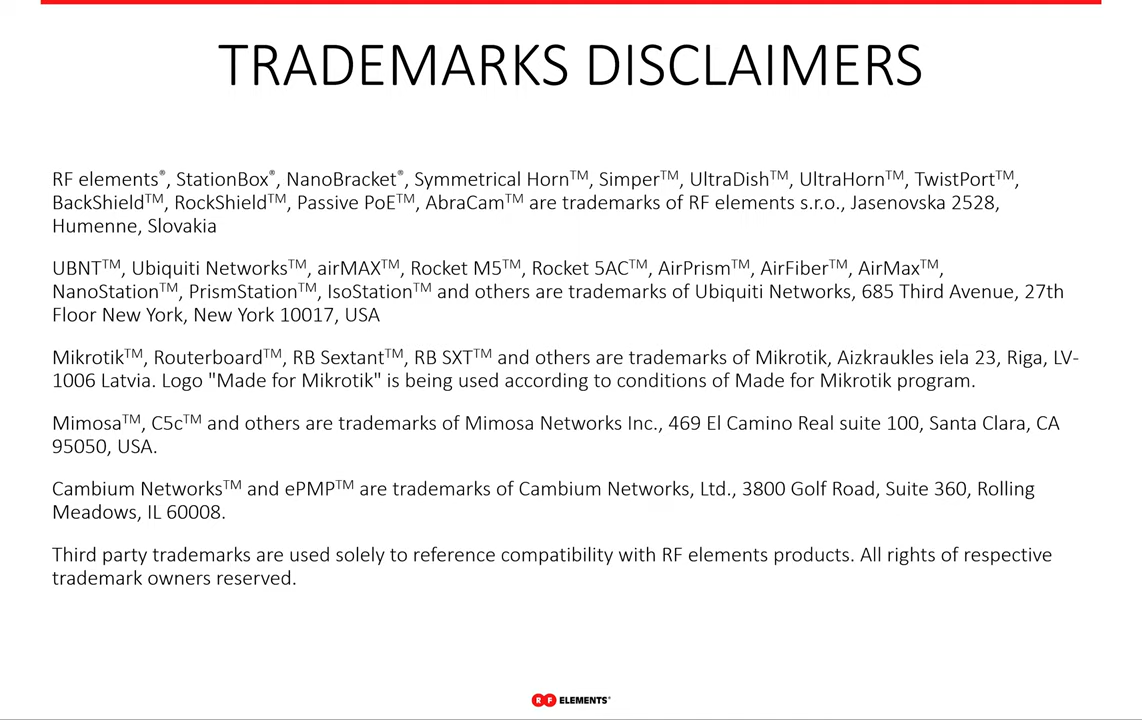 TRADEMARKS DISCLAIMERS
RF elements®, StationBox®, NanoBracket®, Symmetrical Horn™, Simper™, UltraDish™, UltraHorn™, TwistPort™,
BackShield™, RockShield™, Passive PoE™, AbraCam™ are trademarks of RF elements s.r.o., Jasenovska 2528,
Humenne, Slovakia
UBNT™, Ubiquiti Networks™, airMAX™, Rocket M5™, Rocket 5AC™, AirPrism™, AirFiber™, AirMax™,
NanoStation™, PrismStation™, IsoStation™ and others are trademarks of Ubiquiti Networks, 685 Third Avenue, 27th
Floor New York, New York 10017, USA
Mikrotik™, Routerboard™, RB Sextant™, RB SXT™ and others are trademarks of Mikrotik, Aizkraukles iela 23, Riga, LV-
1006 Latvia. Logo "Made for Mikrotik" is being used according to conditions of Made for Mikrotik program.
Mimosa™, C5c™ and others are trademarks of Mimosa Networks Inc., 469 El Camino Real suite 100, Santa Clara, CA
95050, USA.
Cambium Networks™ and ePMP™ are trademarks of Cambium Networks, Ltd., 3800 Golf Road, Suite 360, Rolling
Meadows, IL 60008.
Third party trademarks are used solely to reference compatibility with RF elements products. All rights of respective
trademark owners reserved.
RF ELEMENTS®